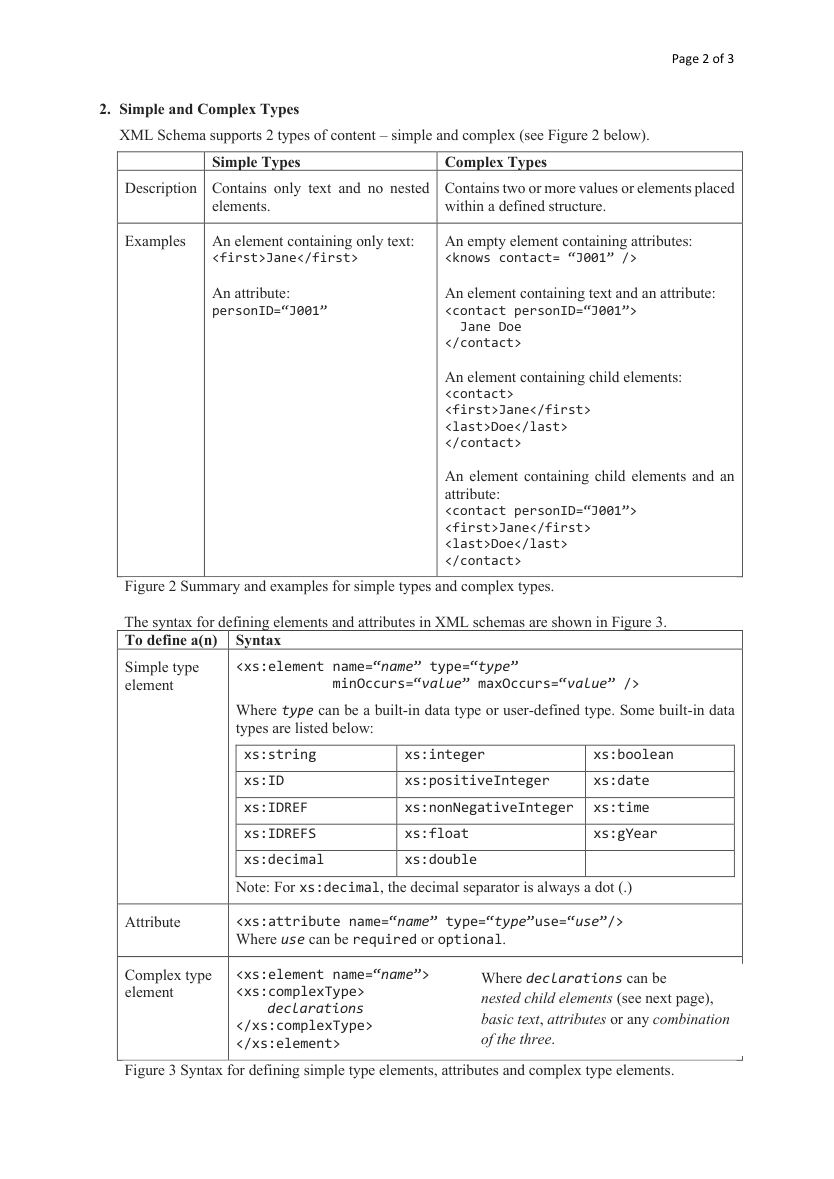 Page 2 of 3
2. Simple and Complex Types
XML Schema supports 2 types of content – simple and complex (see Figure 2 below).
Simple Types
Complex Types
Description
Contains only text and no nested
elements.
Contains two or more values or elements placed
within a defined structure.
Examples
An element containing only text:
<first>Jane</first>
An attribute:
personID=“J001”
An empty element containing attributes:
<knows contact= “J001” />
An element containing text and an attribute:
<contact personID=“J001”>
Jane Doe
</contact>
An element containing child elements:
<contact>
<first>Jane</first>
<last>Doe</last>
</contact>
An element containing child elements and an
attribute:
<contact personID=“J001”>
<first>Jane</first>
<last>Doe</last>
</contact>
Figure 2 Summary and examples for simple types and complex types.
The syntax for defining elements and attributes in XML schemas are shown in Figure 3.
To define a(n)
Syntax
Simple type
element
<xs:element name=“name” type=“type”
minOccurs=“value” maxOccurs=“value” />
Where type can be a built-in data type or user-defined type. Some built-in data
types are listed below:
xs:string xs:integer xs:boolean
xs:ID xs:positiveInteger xs:date
xs:IDREF xs:nonNegativeInteger xs:time
xs:IDREFS xs:float xs:gYear
xs:decimal xs:double
Note: For xs:decimal, the decimal separator is always a dot (.)
Attribute
<xs:attribute name=“name” type=“type”use=“use”/>
Where use can be required or optional.
Complex type
element
<xs:element name=“name”>
<xs:complexType>
declarations
</xs:complexType>
</xs:element>
Where declarations can be
nested child elements (see next page),
basic text, attributes or any combination
of the three.
Figure 3 Syntax for defining simple type elements, attributes and complex type elements.